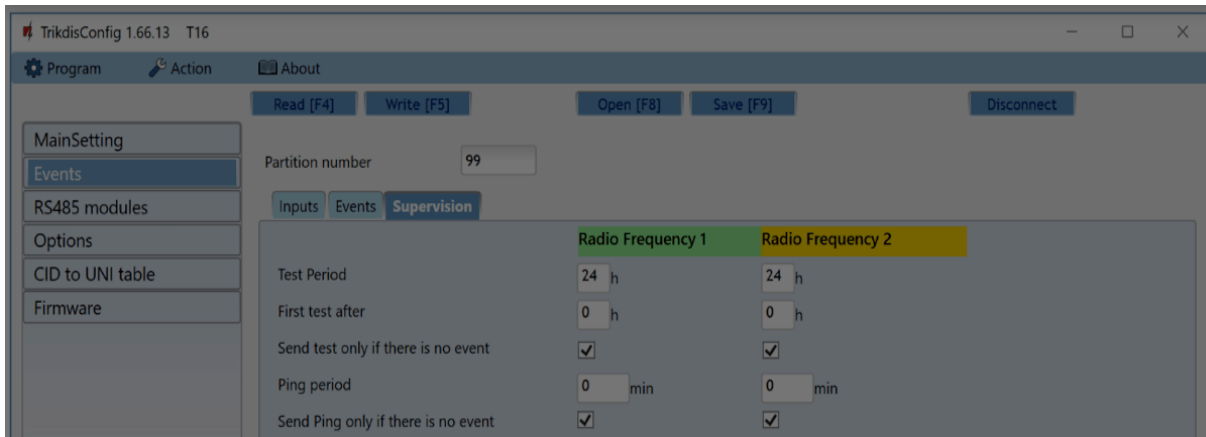 TrikdisConfig 1.66.13 T16
Program Action About
Read [F4] Write [F5] Open [F8] Save [F9] Disconnect
MainSetting
Events
RS485 modules
Options
CID to UNI table
Firmware
Partition number 99
Inputs Events Supervision
Radio Frequency 1 Radio Frequency 2
Test Period 24 h 24 h
First test after 0 h 0 h
Send test only if there is no event
Ping period 0 min 0 min
Send Ping only if there is no event